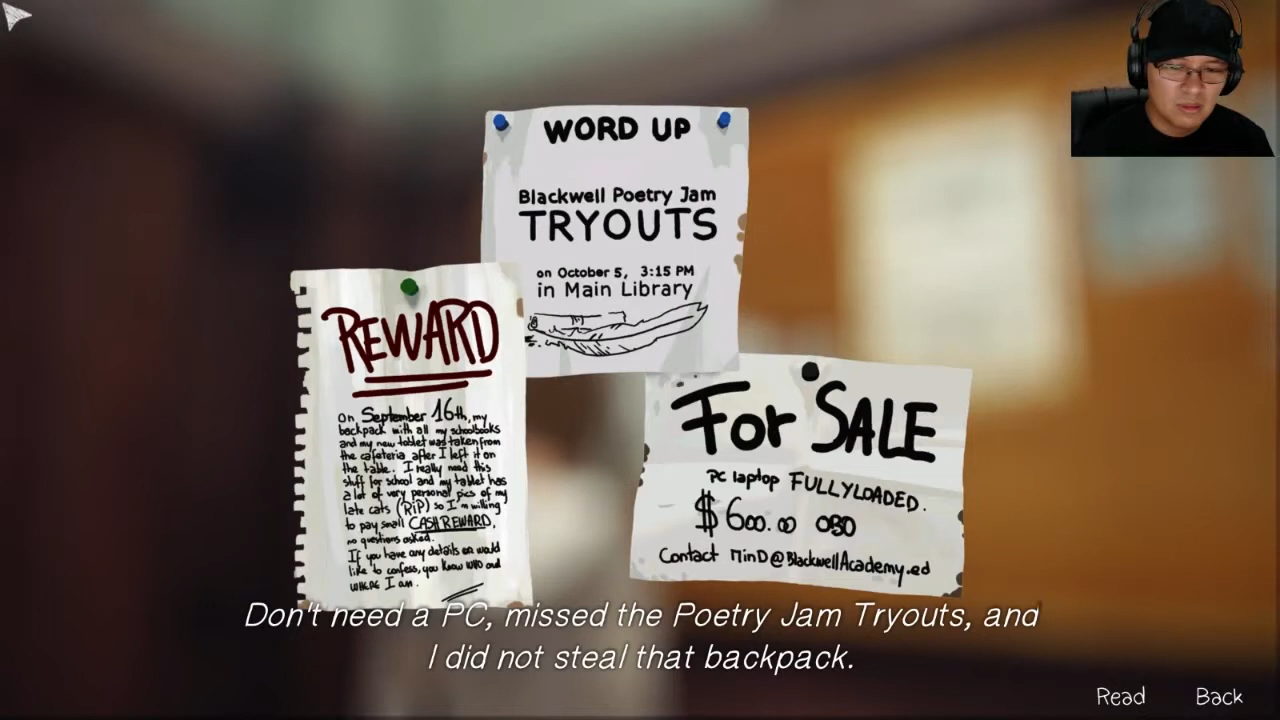 WORD UP
Blackwell Poetry Jam
TRYOUTS
on October 5, 3:15 PM
in Main Library
REWARD
On September 16th, my
backpack with all my schoolbooks
and my new tablet was taken from
the cafeteria after I left it on
the table. I really need this
stuff for school and my tablet has
a lot of very personal pics of my
late cats (RIP) so I'm willing
to pay small CASH REWARD,
no questions asked.
If you have any details or would
like to confess, you know WHO and
WHERE I am.
For SALE
PC laptop FULLY LOADED.
$600.00 OBO
Contact MinD@BlackwellAcademy.ed
Don't need a PC, missed the Poetry Jam Tryouts, and
I did not steal that backpack.
Read Back